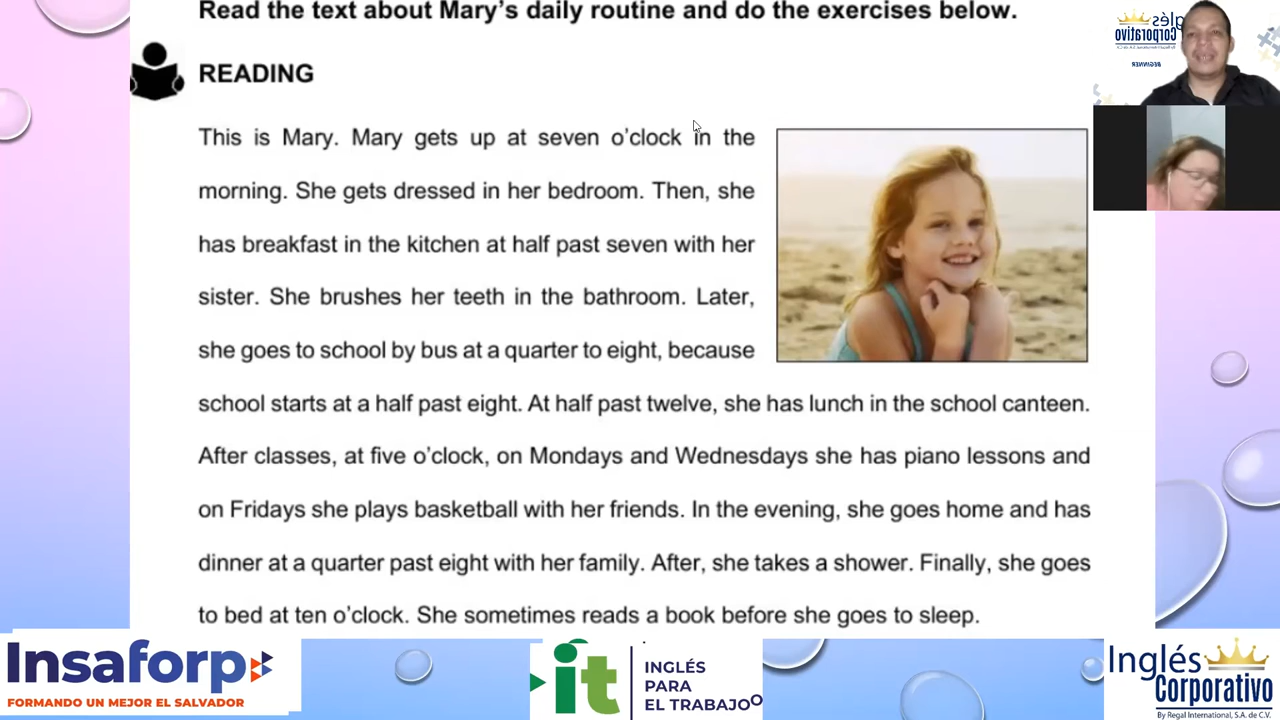 Read the text about Mary's daily routine and do the exercises below.
READING
This is Mary. Mary gets up at seven o'clock in the
morning. She gets dressed in her bedroom. Then, she
has breakfast in the kitchen at half past seven with her
sister. She brushes her teeth in the bathroom. Later,
she goes to school by bus at a quarter to eight, because
school starts at a half past eight. At half past twelve, she has lunch in the school canteen.
After classes, at five o'clock, on Mondays and Wednesdays she has piano lessons and
on Fridays she plays basketball with her friends. In the evening, she goes home and has
dinner at a quarter past eight with her family. After, she takes a shower. Finally, she goes
to bed at ten o'clock. She sometimes reads a book before she goes to sleep.
Inglés
Corporativo
BEGINNER
Insaforp
FORMANDO UN MEJOR EL SALVADOR
it
INGLÉS
PARA
EL TRABAJO
Inglés
Corporativo
By Regal International, S.A. de C.V.